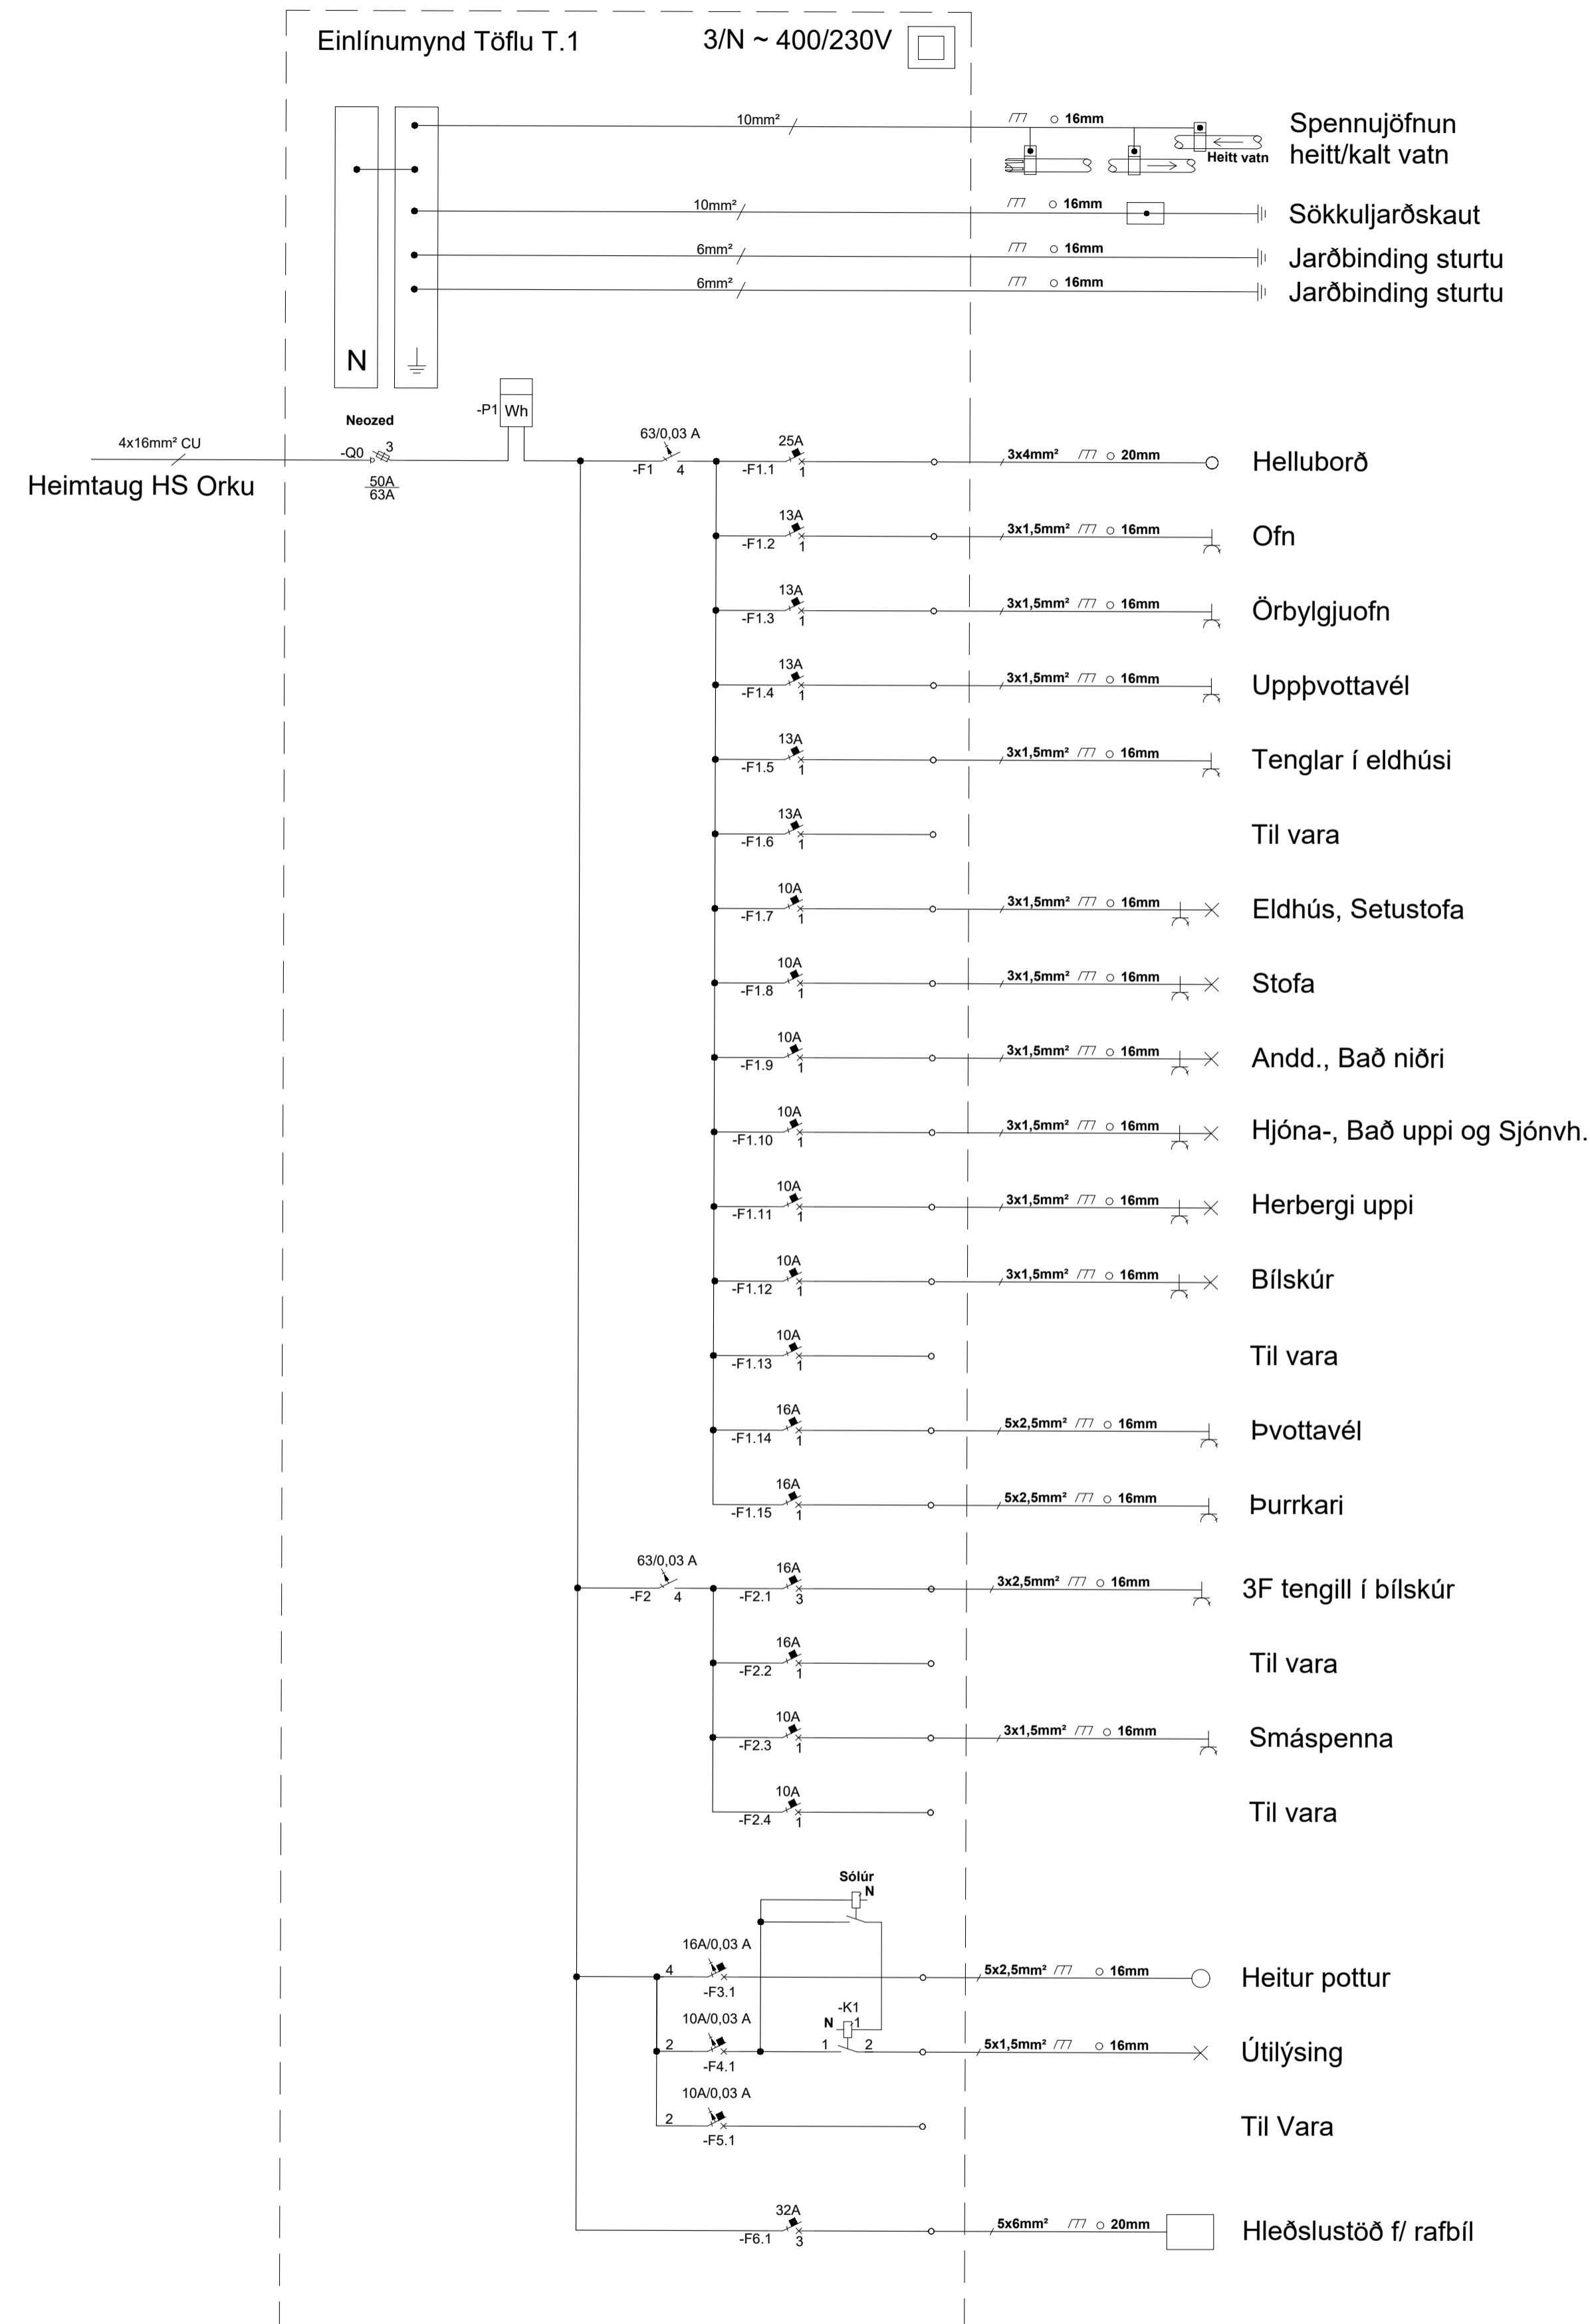 Einlínumynd Töflu T.1 3/N ~ 400/230V
10mm² 16mm Spennujöfnun
Heitt vatn heitt/kalt vatn
10mm² 16mm Sökkuljarðskaut
6mm² 16mm Jarðbinding sturtu
6mm² 16mm Jarðbinding sturtu
N
Neozed
-P1 Wh
4x16mm² CU
-Q0 3
Heimtaug HS Orku
50A
63A
63/0,03 A
-F1 4
25A
-F1.1 1 3x4mm² 20mm Helluborð
13A
-F1.2 1 3x1,5mm² 16mm Ofn
13A
-F1.3 1 3x1,5mm² 16mm Örbylgjuofn
13A
-F1.4 1 3x1,5mm² 16mm Uppþvottavél
13A
-F1.5 1 3x1,5mm² 16mm Tenglar í eldhúsi
13A
-F1.6 1 Til vara
10A
-F1.7 1 3x1,5mm² 16mm Eldhús, Setustofa
10A
-F1.8 1 3x1,5mm² 16mm Stofa
10A
-F1.9 1 3x1,5mm² 16mm Andd., Bað niðri
10A
-F1.10 1 3x1,5mm² 16mm Hjóna-, Bað uppi og Sjónvh.
10A
-F1.11 1 3x1,5mm² 16mm Herbergi uppi
10A
-F1.12 1 3x1,5mm² 16mm Bílskúr
10A
-F1.13 1 Til vara
16A
-F1.14 1 5x2,5mm² 16mm Þvottavél
16A
-F1.15 1 5x2,5mm² 16mm Þurrkari
63/0,03 A
-F2 4
16A
-F2.1 3 3x2,5mm² 16mm 3F tengill í bílskúr
16A
-F2.2 1 Til vara
10A
-F2.3 1 3x1,5mm² 16mm Smáspenna
10A
-F2.4 1 Til vara
Sólúr
N
16A/0,03 A
4 -F3.1 5x2,5mm² 16mm Heitur pottur
-K1
N 1
10A/0,03 A
2 -F4.1 1 2 5x1,5mm² 16mm Útilýsing
10A/0,03 A
2 -F5.1 Til Vara
32A
-F6.1 3 5x6mm² 20mm Hleðslustöð f/ rafbíl